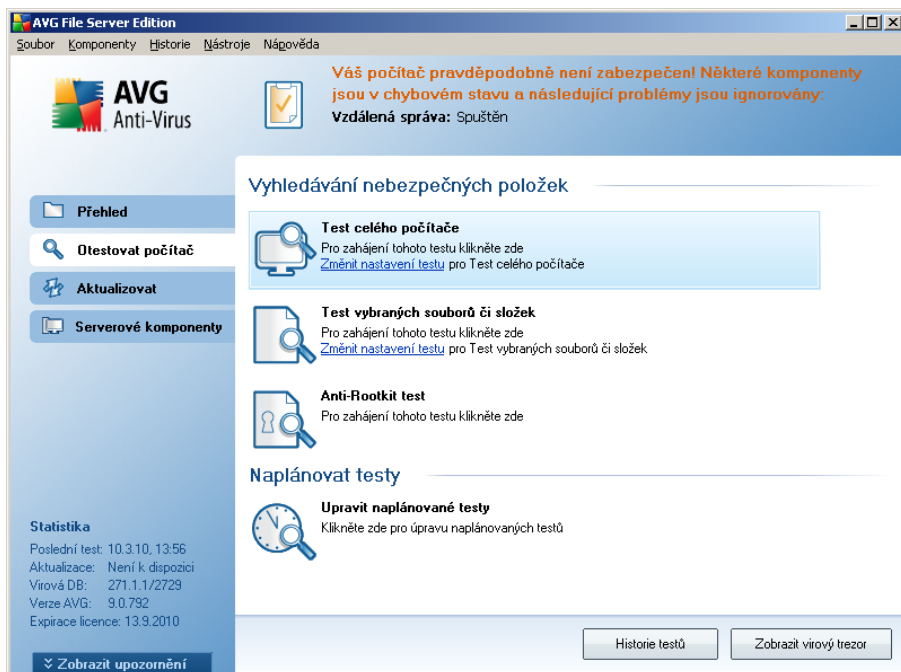 AVG File Server Edition
Soubor Komponenty Historie Nástroje Nápověda
AVG
Anti-Virus
Váš počítač pravděpodobně není zabezpečen! Některé komponenty
jsou v chybovém stavu a následující problémy jsou ignorovány:
Vzdálená správa: Spuštěn
Přehled
Otestovat počítač
Aktualizovat
Serverové komponenty
Vyhledávání nebezpečných položek
Test celého počítače
Pro zahájení tohoto testu klikněte zde
Změnit nastavení testu pro Test celého počítače
Test vybraných souborů či složek
Pro zahájení tohoto testu klikněte zde
Změnit nastavení testu pro Test vybraných souborů či složek
Anti-Rootkit test
Pro zahájení tohoto testu klikněte zde
Naplánovat testy
Upravit naplánované testy
Klikněte zde pro úpravu naplánovaných testů
Statistika
Poslední test: 10.3.10, 13:56
Aktualizace: Není k dispozici
Virová DB: 271.1.1/2729
Verze AVG: 9.0.792
Expirace licence: 13.9.2010
Zobrazit upozornění
Historie testů
Zobrazit virový trezor